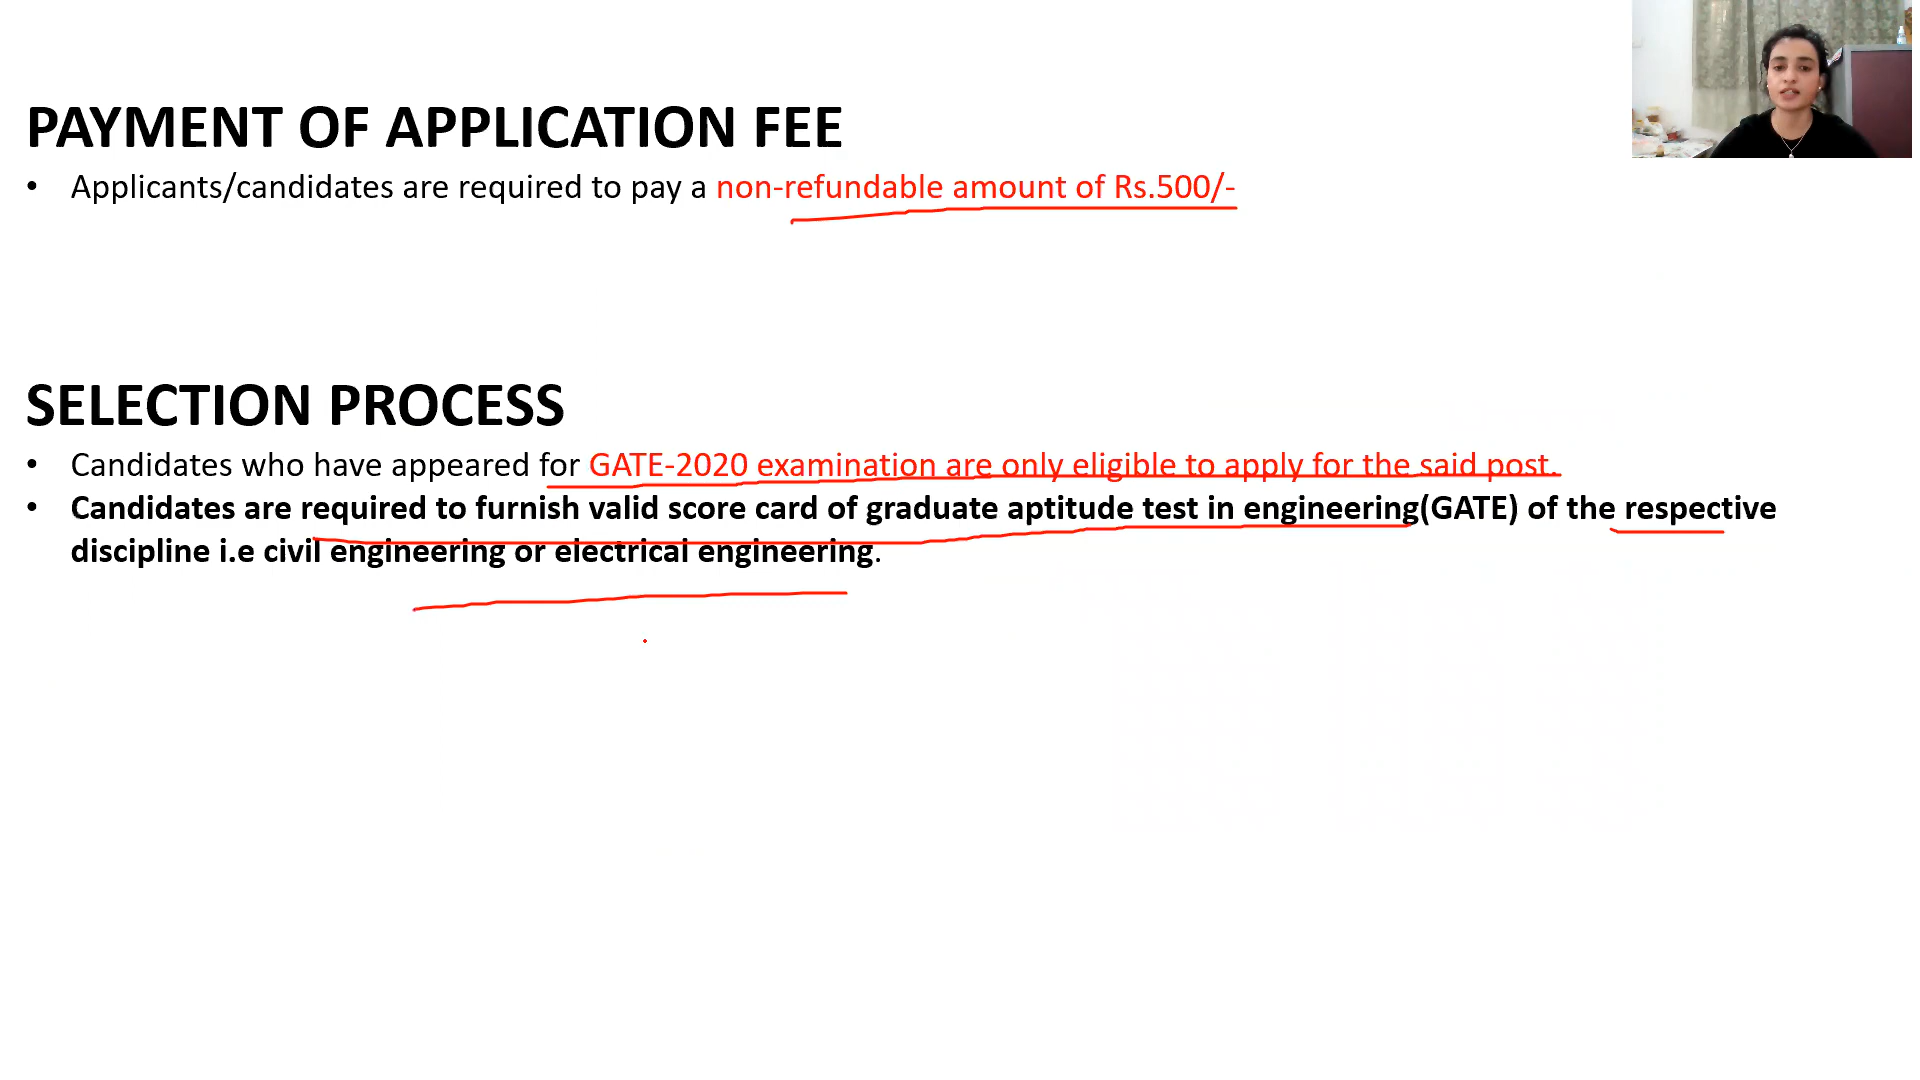 PAYMENT OF APPLICATION FEE
• Applicants/candidates are required to pay a non-refundable amount of Rs.500/-
SELECTION PROCESS
• Candidates who have appeared for GATE-2020 examination are only eligible to apply for the said post.
• Candidates are required to furnish valid score card of graduate aptitude test in engineering(GATE) of the respective
discipline i.e civil engineering or electrical engineering.